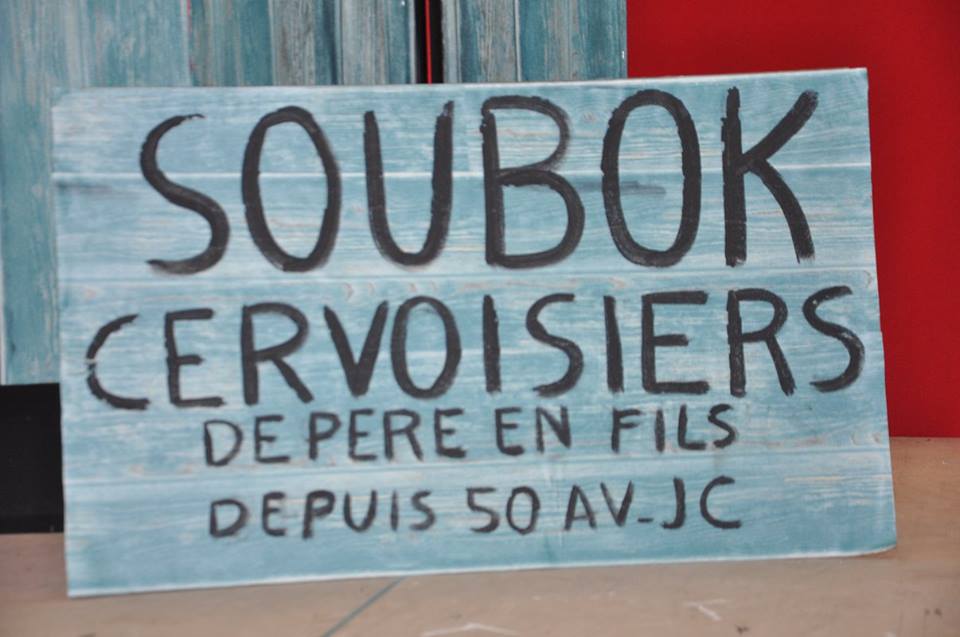 SOUBOK
CERVOISIERS
DE PERE EN FILS
DEPUIS 50 AV-JC